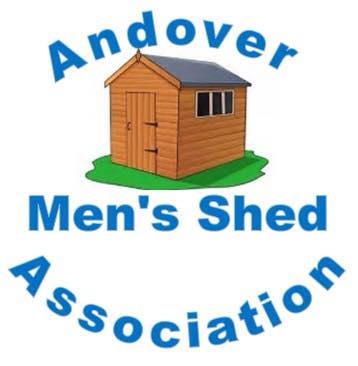 Andover
Men's Shed
Association